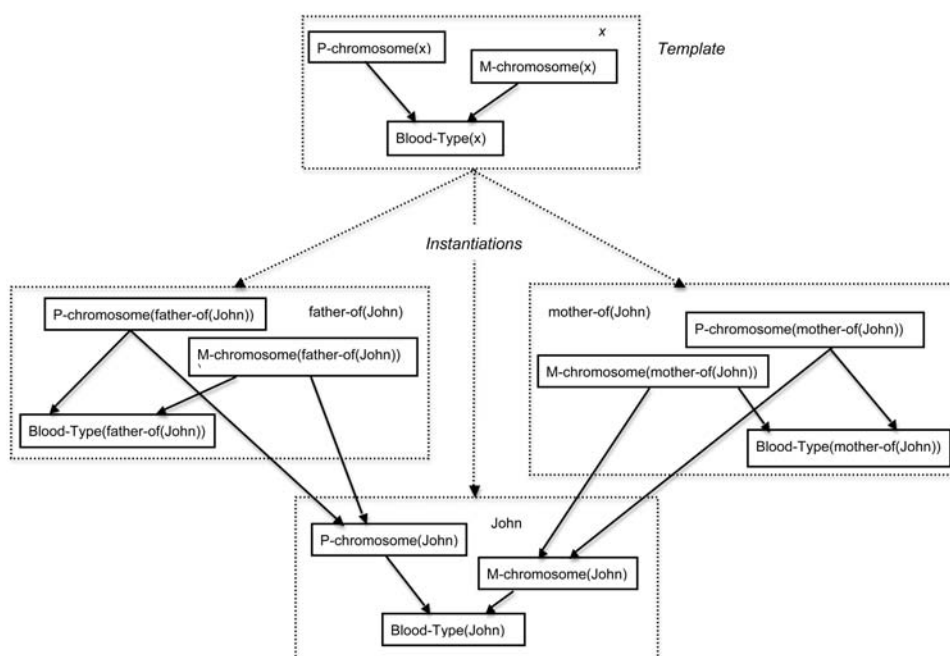 x
Template
P-chromosome(x)
M-chromosome(x)
Blood-Type(x)
Instantiations
P-chromosome(father-of(John))
father-of(John)
M-chromosome(father-of(John))
Blood-Type(father-of(John))
mother-of(John)
P-chromosome(mother-of(John))
M-chromosome(mother-of(John))
Blood-Type(mother-of(John))
John
P-chromosome(John)
M-chromosome(John)
Blood-Type(John)